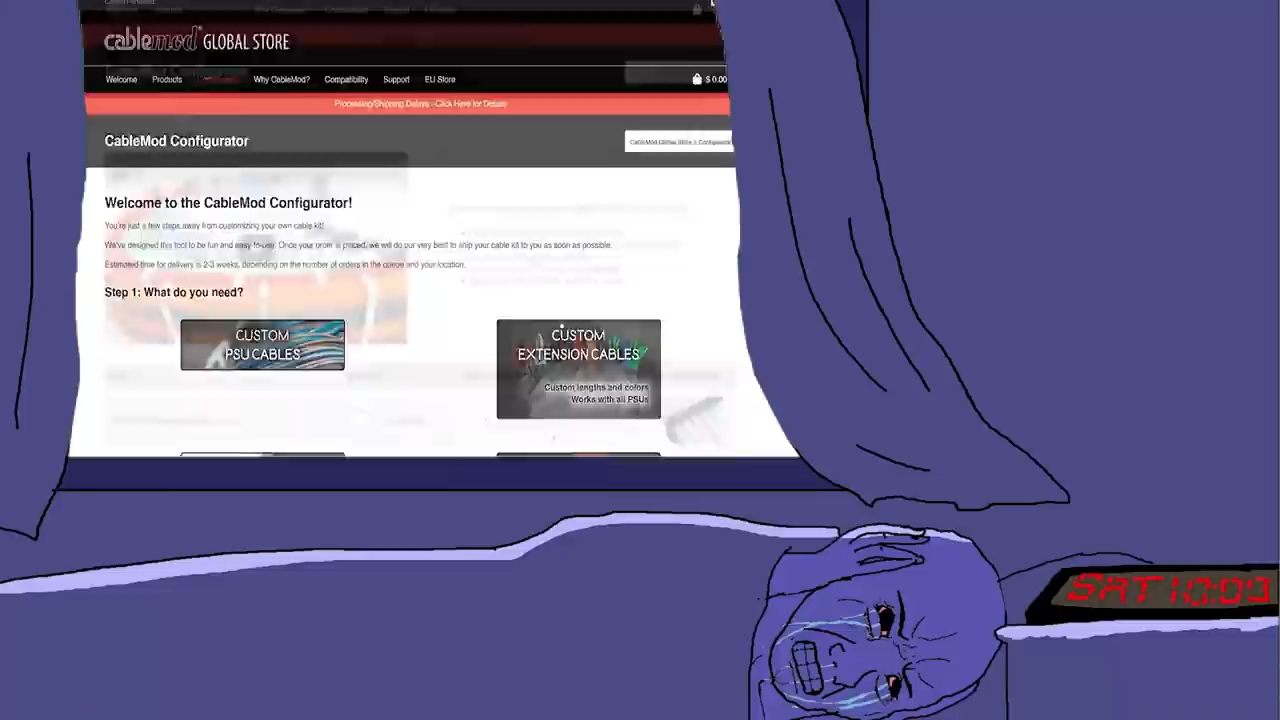 cablemod GLOBAL STORE
Welcome Products Why CableMod? Compatibility Support EU Store $ 0.00
Processing/Shipping Delays - Click Here for Details
CableMod Configurator
CableMod Global Store
Welcome to the CableMod Configurator!
You're just a few steps away from customizing your own cable kit!
We've designed this tool to be fun and easy-to-use. Once your order is placed, we will do our very best to ship your cable kit to you as soon as possible.
Estimated time for delivery is 2-3 weeks, depending on the number of orders in the queue and your location.
Step 1: What do you need?
CUSTOM
PSU CABLES
CUSTOM
EXTENSION CABLES
Custom lengths and colors
Works with all PSUs
SAT 10:03